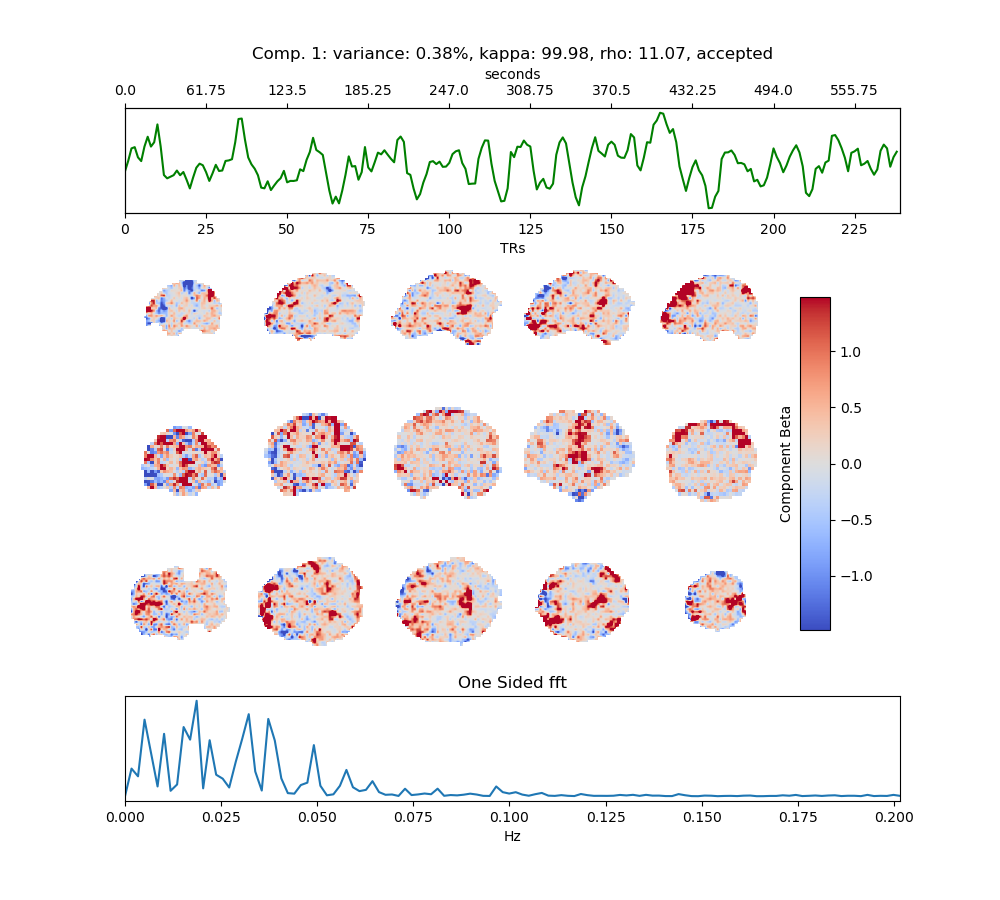 Comp. 1: variance: 0.38%, kappa: 99.98, rho: 11.07, accepted
seconds
0.0 61.75 123.5 185.25 247.0 308.75 370.5 432.25 494.0 555.75
0 25 50 75 100 125 150 175 200 225
TRs
1.0
0.5
0.0
−0.5
−1.0
Component Beta
One Sided fft
0.000 0.025 0.050 0.075 0.100 0.125 0.150 0.175 0.200
Hz